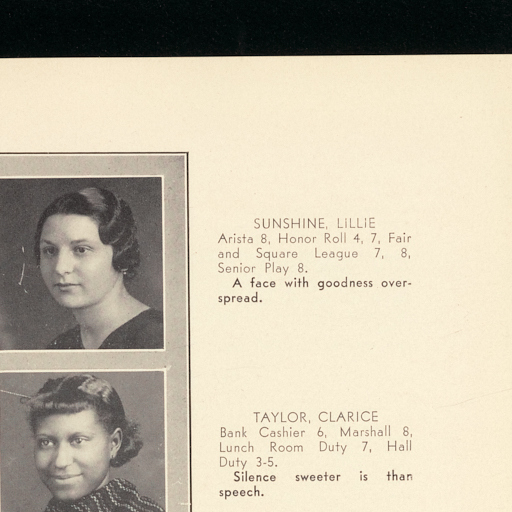 SUNSHINE, LiLLiE
Arista 8, Honor Roll 4, 7, Fair
and Square League 7, 8,
Senior Play 8.
A face with goodness over-
spread.
TAYLOR, CLARICE
Bank Cashier 6, Marshall 8,
Lunch Room Duty 7, Hall
Duty 3-5.
Silence sweeter is than
speech.